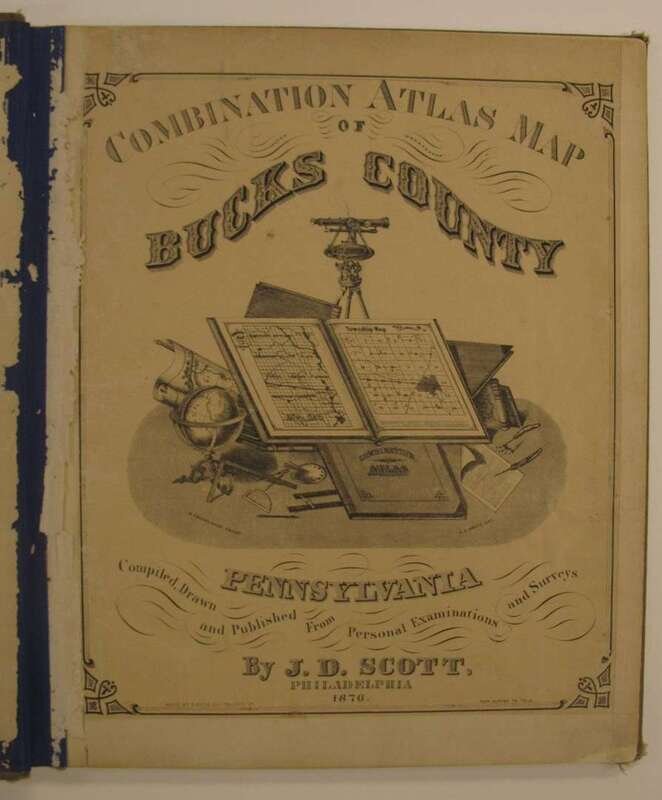 COMBINATION ATLAS MAP
OF
BUCKS COUNTY
Township Map
COMBINATION
ATLAS
PENNSYLVANIA
Compiled, Drawn and Published From Personal Examinations and Surveys
By J. D. SCOTT,
PHILADELPHIA
1876.